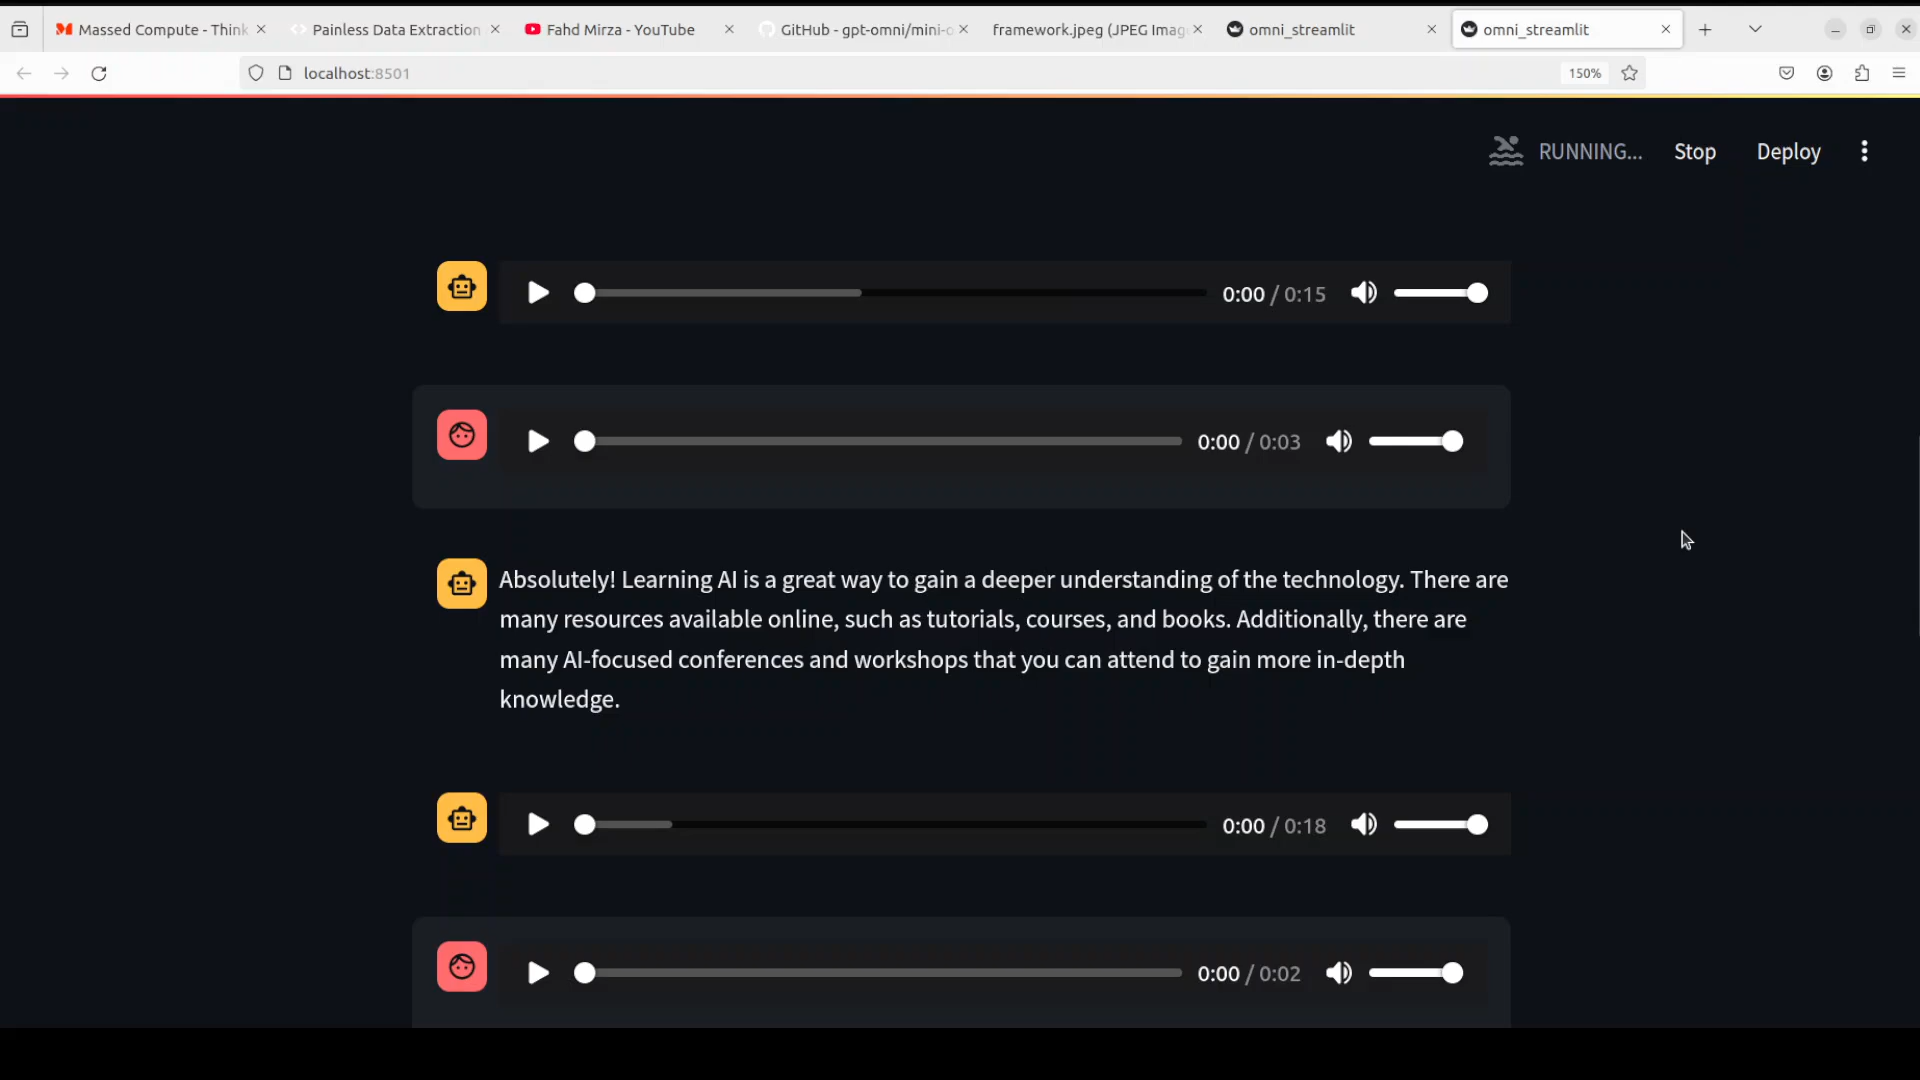 Massed Compute - Think
Painless Data Extraction
Fahd Mirza - YouTube
GitHub - gpt-omni/mini-o
framework.jpeg (JPEG Imag
omni_streamlit
omni_streamlit
localhost:8501
150%
RUNNING...
Stop
Deploy
0:00 / 0:15
0:00 / 0:03
Absolutely! Learning AI is a great way to gain a deeper understanding of the technology. There are
many resources available online, such as tutorials, courses, and books. Additionally, there are
many AI-focused conferences and workshops that you can attend to gain more in-depth
knowledge.
0:00 / 0:18
0:00 / 0:02